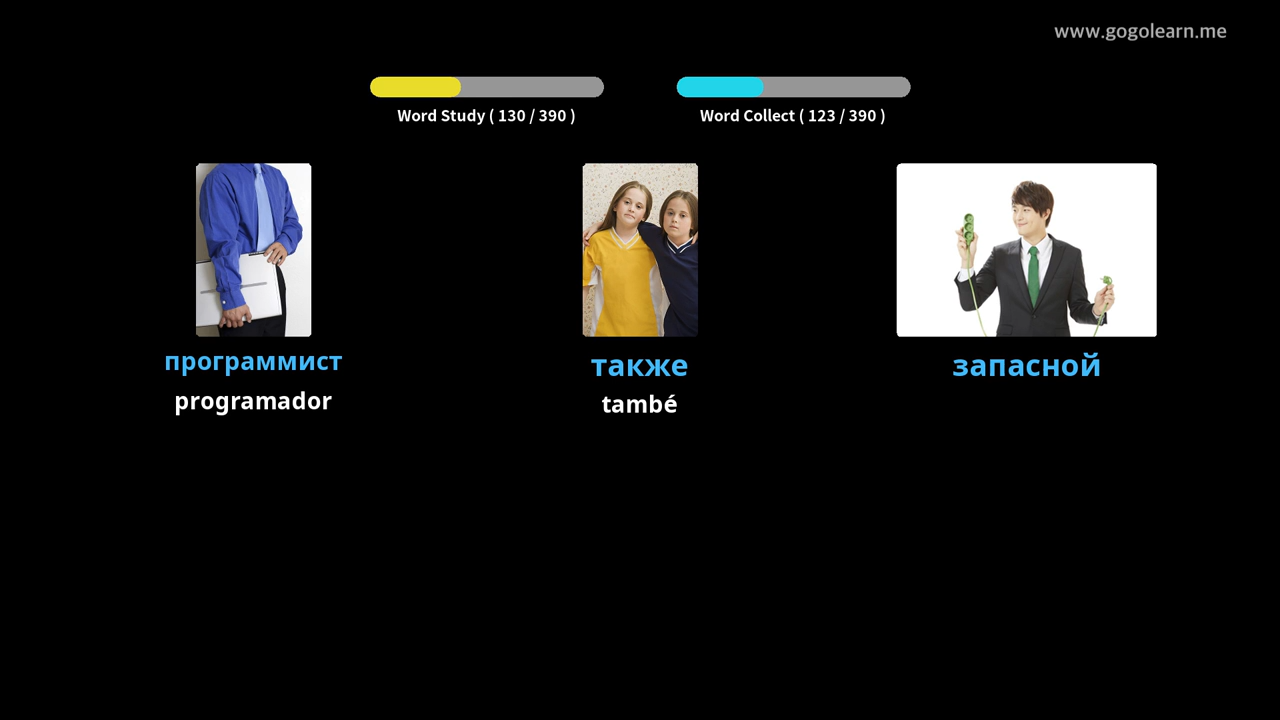 www.gogolearn.me
Word Study ( 130 / 390 )
Word Collect ( 123 / 390 )
программист
programador
также
també
запасной